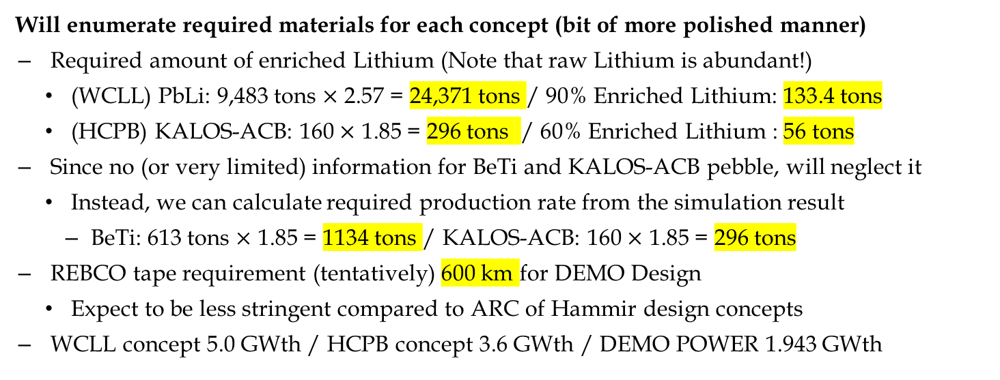 Will enumerate required materials for each concept (bit of more polished manner)
– Required amount of enriched Lithium (Note that raw Lithium is abundant!)
• (WCLL) PbLi: 9,483 tons × 2.57 = 24,371 tons / 90% Enriched Lithium: 133.4 tons
• (HCPB) KALOS-ACB: 160 × 1.85 = 296 tons / 60% Enriched Lithium : 56 tons
– Since no (or very limited) information for BeTi and KALOS-ACB pebble, will neglect it
• Instead, we can calculate required production rate from the simulation result
– BeTi: 613 tons × 1.85 = 1134 tons / KALOS-ACB: 160 × 1.85 = 296 tons
– REBCO tape requirement (tentatively) 600 km for DEMO Design
• Expect to be less stringent compared to ARC of Hammir design concepts
– WCLL concept 5.0 GWth / HCPB concept 3.6 GWth / DEMO POWER 1.943 GWth